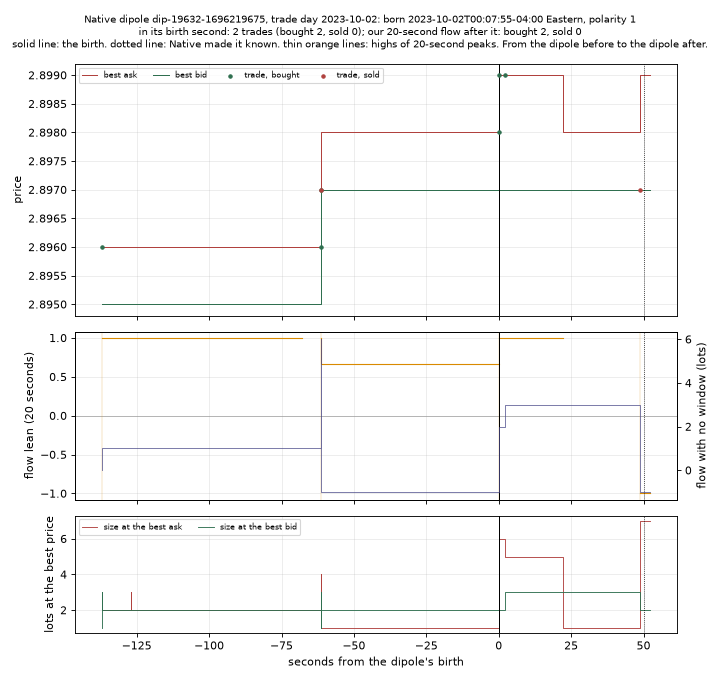 Native dipole dip-19632-1696219675, trade day 2023-10-02: born 2023-10-02T00:07:55-04:00 Eastern, polarity 1
in its birth second: 2 trades (bought 2, sold 0); our 20-second flow after it: bought 2, sold 0
solid line: the birth. dotted line: Native made it known. thin orange lines: highs of 20-second peaks. From the dipole before to the dipole after.
best ask
best bid
trade, bought
trade, sold
2.8990
2.8985
2.8980
2.8975
2.8970
2.8965
2.8960
2.8955
2.8950
price
1.0
0.5
0.0
−0.5
−1.0
flow lean (20 seconds)
6
4
2
0
flow with no window (lots)
size at the best ask
size at the best bid
6
4
2
lots at the best price
−125
−100
−75
−50
−25
0
25
50
seconds from the dipole's birth